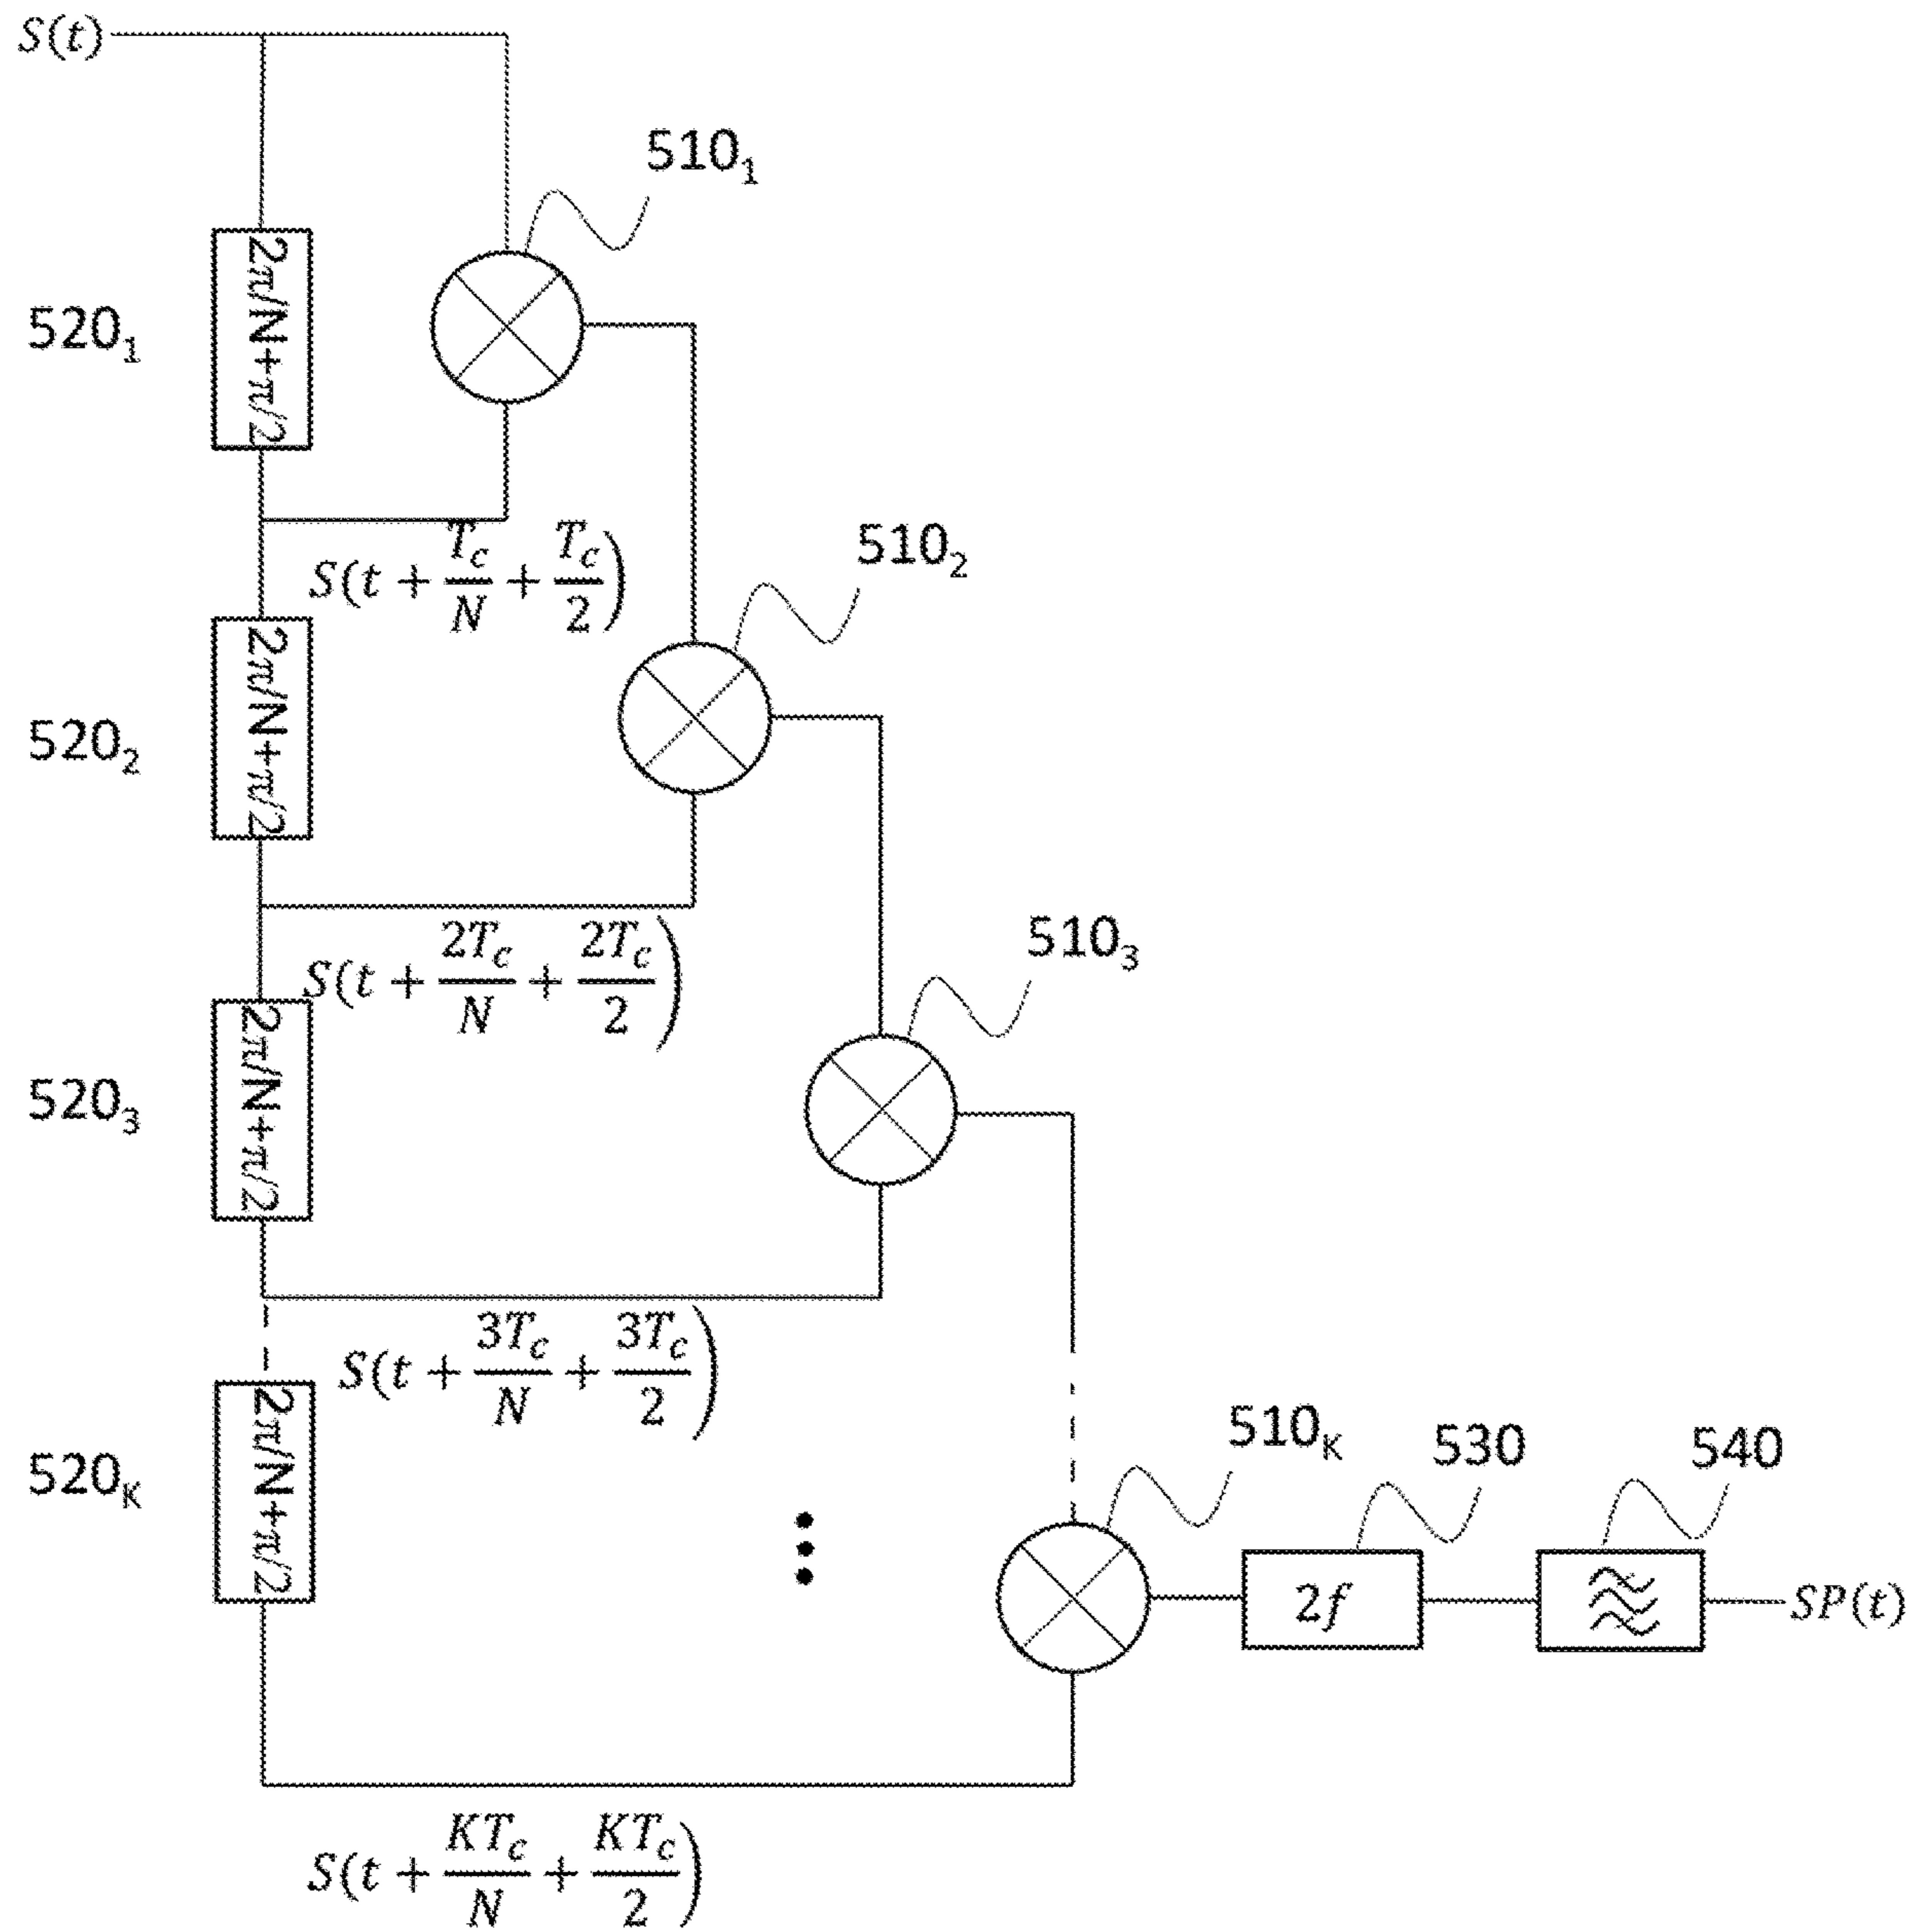 S(t)
510₁
2π/N+π/2
520₁
S(t + T_c/N + T_c/2)
510₂
2π/N+π/2
520₂
S(t + 2T_c/N + 2T_c/2)
510₃
2π/N+π/2
520₃
S(t + 3T_c/N + 3T_c/2)
2π/N+π/2
520_K
510_K
530
540
2f
SP(t)
S(t + KT_c/N + KT_c/2)